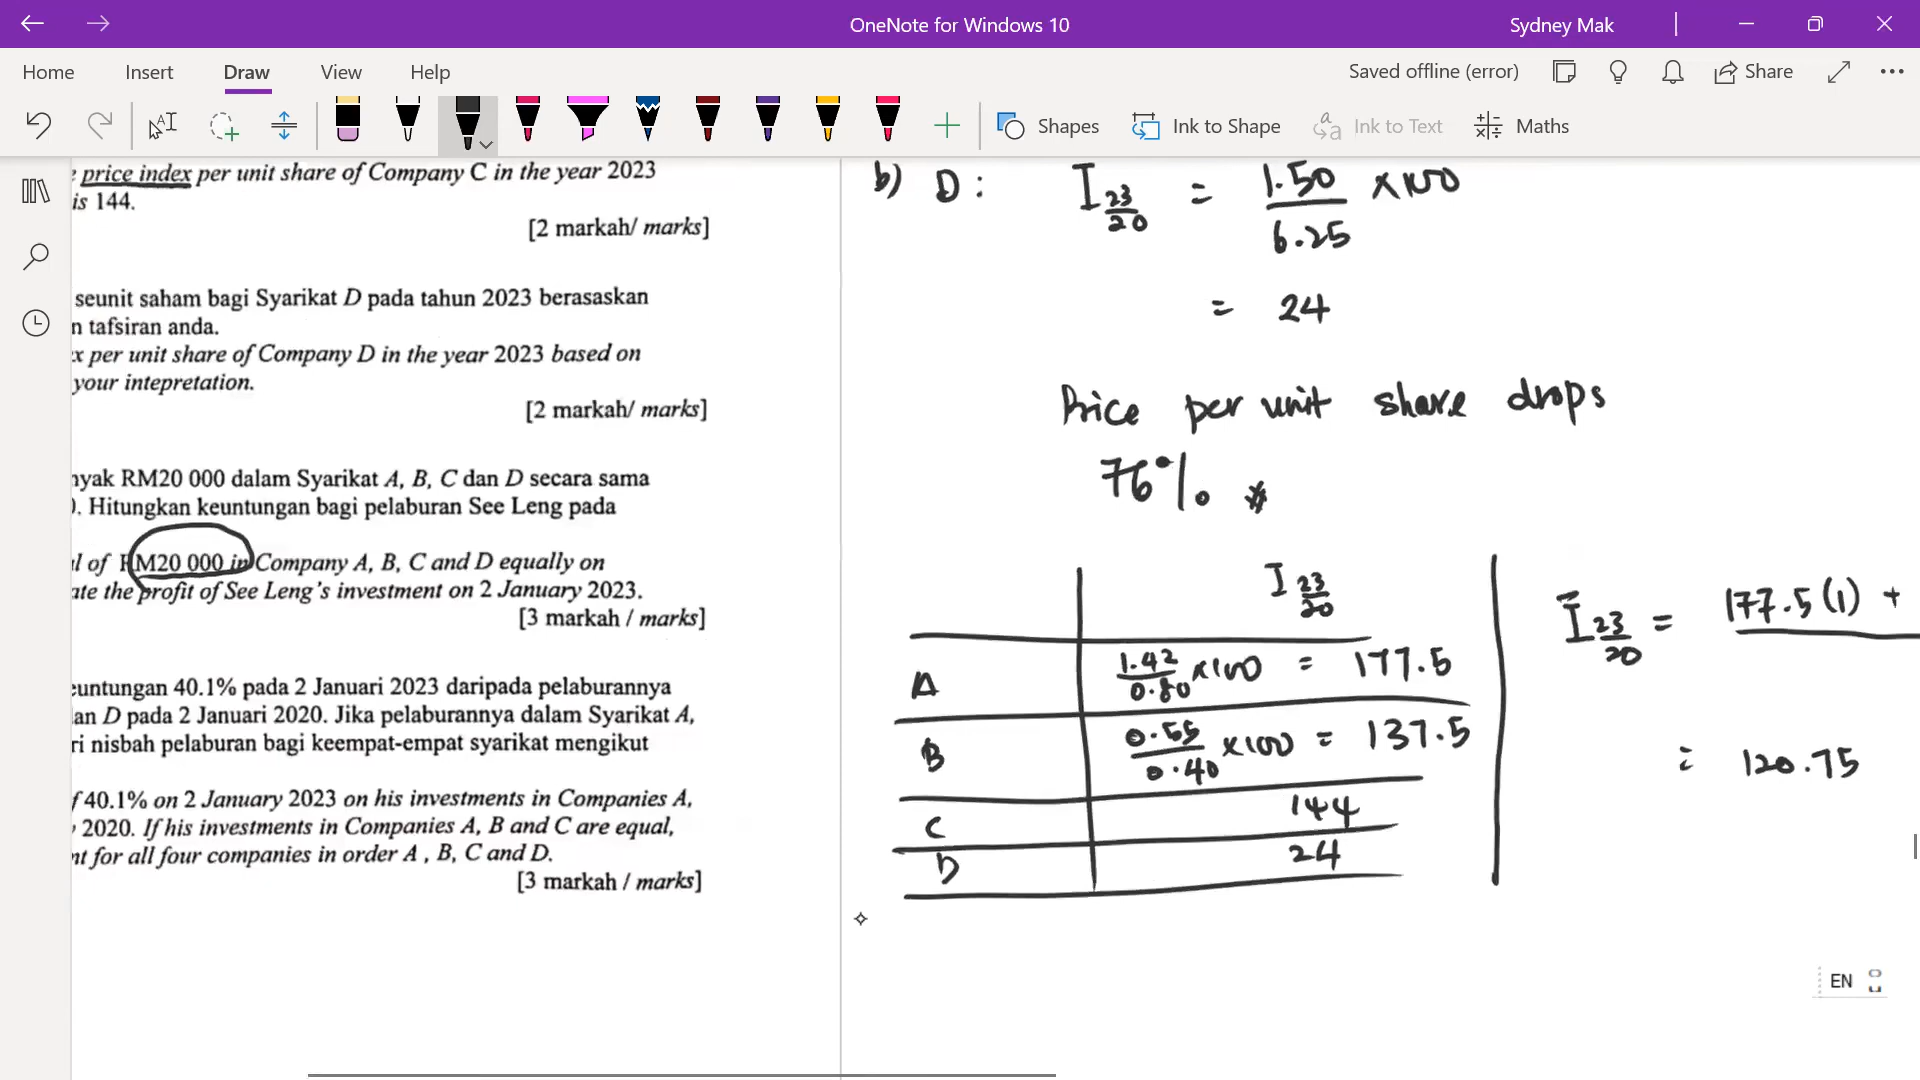 OneNote for Windows 10
Sydney Mak
Home Insert Draw View Help
Saved offline (error)
Share
Shapes
Ink to Shape
Ink to Text
Maths
price index per unit share of Company C in the year 2023
is 144.
[2 markah/ marks]
seunit saham bagi Syarikat D pada tahun 2023 berasaskan
n tafsiran anda.
x per unit share of Company D in the year 2023 based on
your intepretation.
[2 markah/ marks]
nyak RM20 000 dalam Syarikat A, B, C dan D secara sama
). Hitungkan keuntungan bagi pelaburan See Leng pada
l of RM20 000 in Company A, B, C and D equally on
ate the profit of See Leng's investment on 2 January 2023.
[3 markah / marks]
euntungan 40.1% pada 2 Januari 2023 daripada pelaburannya
an D pada 2 Januari 2020. Jika pelaburannya dalam Syarikat A,
ri nisbah pelaburan bagi keempat-empat syarikat mengikut
f 40.1% on 2 January 2023 on his investments in Companies A,
2020. If his investments in Companies A, B and C are equal,
nt for all four companies in order A , B, C and D.
[3 markah / marks]
b) D : I 23/20 = 1.50/6.25 x100
= 24
Price per unit share drops
76%
I 23/20
A 1.42/0.80 x100 = 177.5
B 0.55/0.40 x100 = 137.5
C 144
D 24
Ī 23/20 = 177.5(1) +
= 120.75
EN